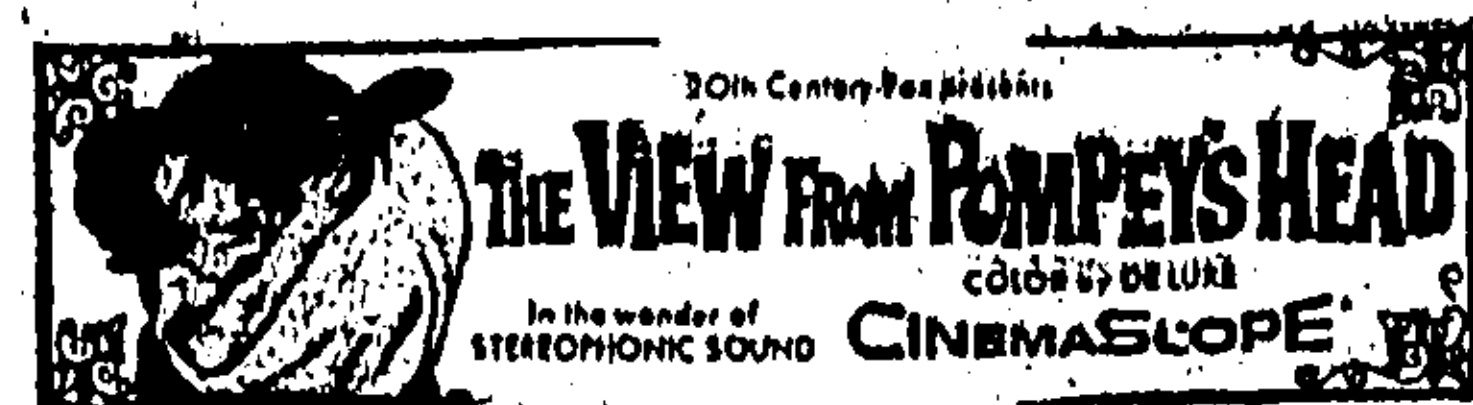 20th Century-Fox presents
THE VIEW FROM POMPEY'S HEAD
COLOR by DE LUXE
In the wonder of
STEREOPHONIC SOUND
CINEMASCOPE